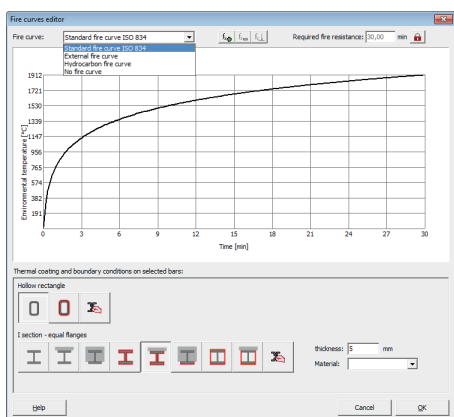 Fire curves editor
Fire curve: Standard fire curve ISO 834 Required fire resistance: 30,00 min
Standard fire curve ISO 834
External fire curve
Hydrocarbon fire curve
No fire curve
1912
1721
1530
1339
1147
956
765
574
382
191
Environmental temperature [°C]
0 3 6 9 12 15 18 21 24 27 30
Time [min]
Thermal coating and boundary conditions on selected bars:
Hollow rectangle
I section - equal flanges
thickness: 5 mm
Material:
Help Cancel OK